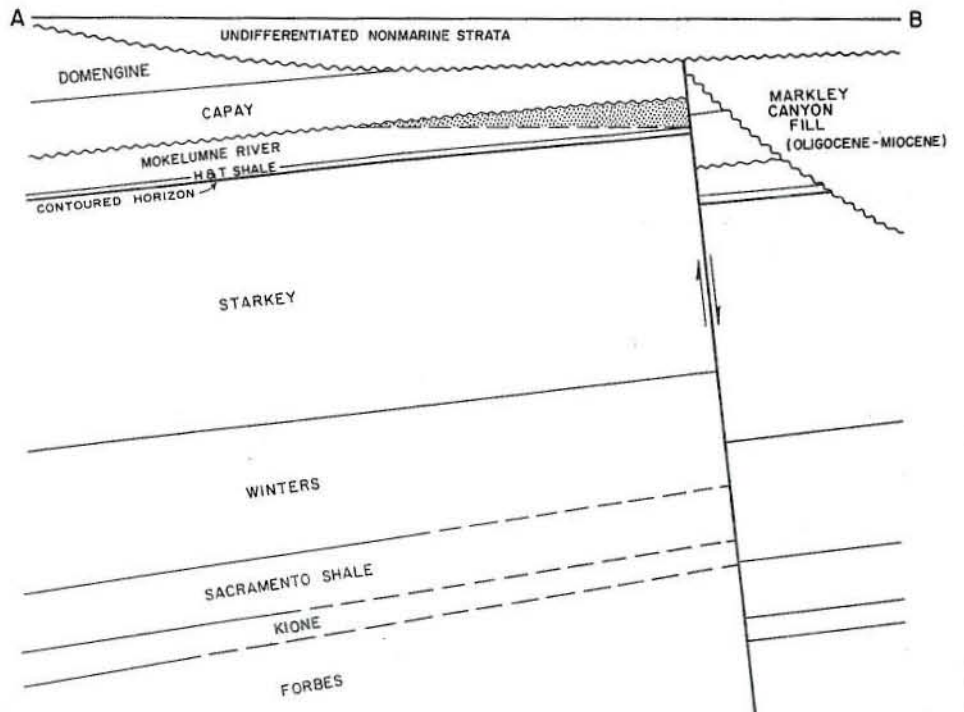 A
B
UNDIFFERENTIATED NONMARINE STRATA
DOMENGINE
CAPAY
MARKLEY
CANYON
FILL
(OLIGOCENE-MIOCENE)
MOKELUMNE RIVER
H & T SHALE
CONTOURED HORIZON
STARKEY
WINTERS
SACRAMENTO SHALE
KIONE
FORBES